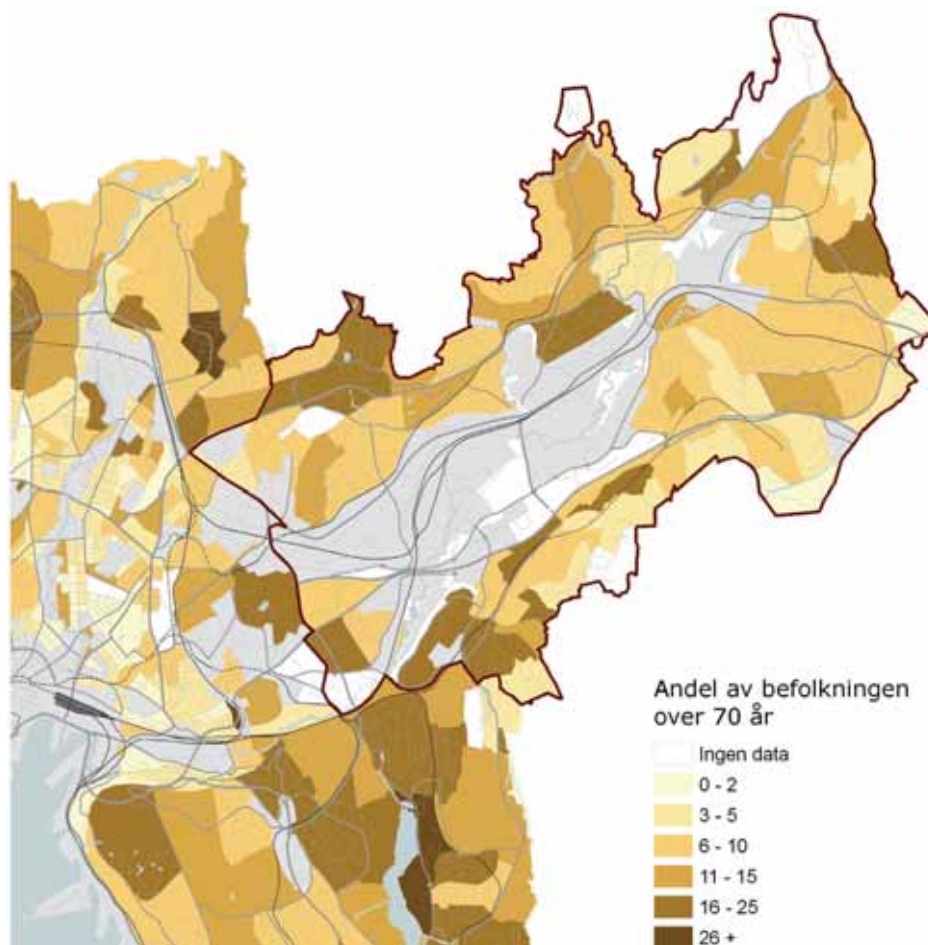 Andel av befolkningen
over 70 år
Ingen data
0 - 2
3 - 5
6 - 10
11 - 15
16 - 25
26 +